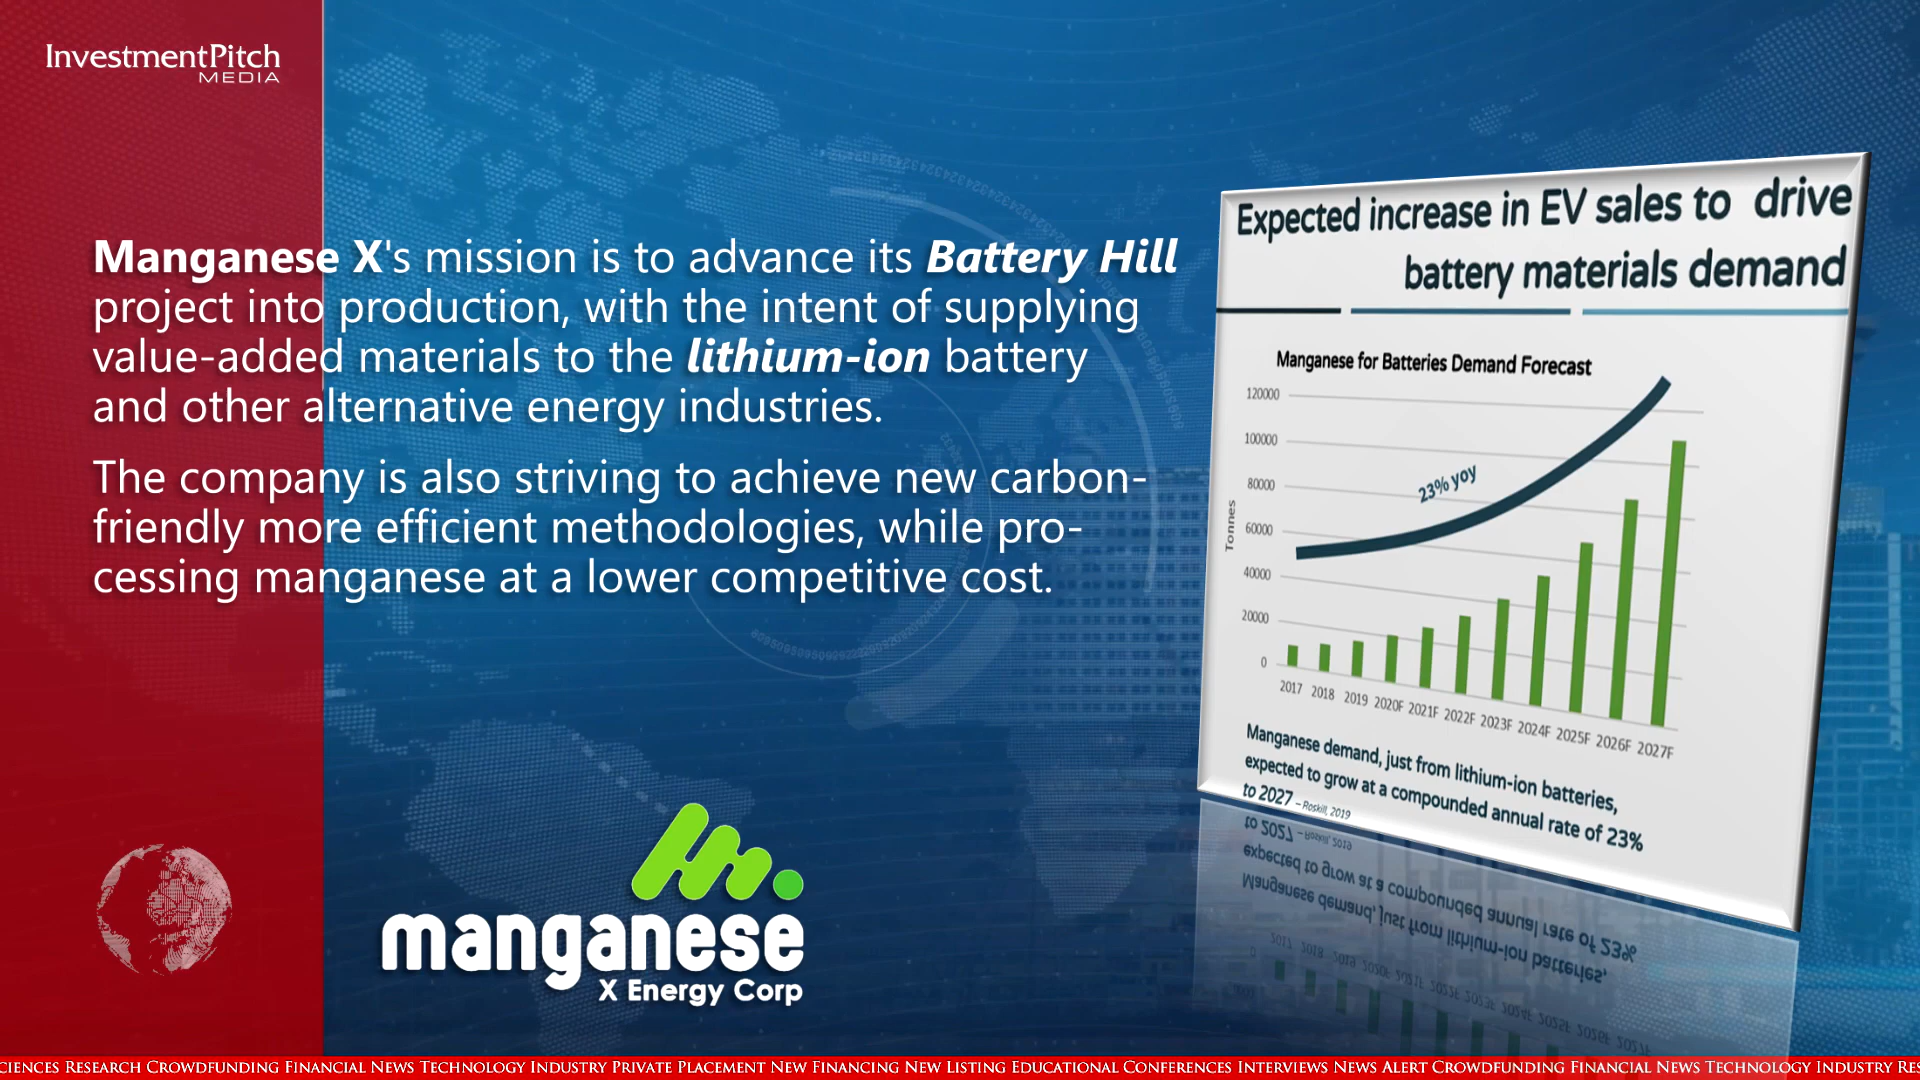 InvestmentPitch
MEDIA
Manganese X's mission is to advance its Battery Hill
project into production, with the intent of supplying
value-added materials to the lithium-ion battery
and other alternative energy industries.
The company is also striving to achieve new carbon-
friendly more efficient methodologies, while pro-
cessing manganese at a lower competitive cost.
manganese
X Energy Corp
Expected increase in EV sales to drive
battery materials demand
Manganese for Batteries Demand Forecast
120000
100000
80000
60000
40000
20000
0
Tonnes
23% yoy
2017 2018 2019 2020F 2021F 2022F 2023F 2024F 2025F 2026F 2027F
Manganese demand, just from lithium-ion batteries,
expected to grow at a compounded annual rate of 23%
to 2027 – Roskill, 2019
CIENCES RESEARCH CROWDFUNDING FINANCIAL NEWS TECHNOLOGY INDUSTRY PRIVATE PLACEMENT NEW FINANCING NEW LISTING EDUCATIONAL CONFERENCES INTERVIEWS NEWS ALERT CROWDFUNDING FINANCIAL NEWS TECHNOLOGY INDUSTRY RES